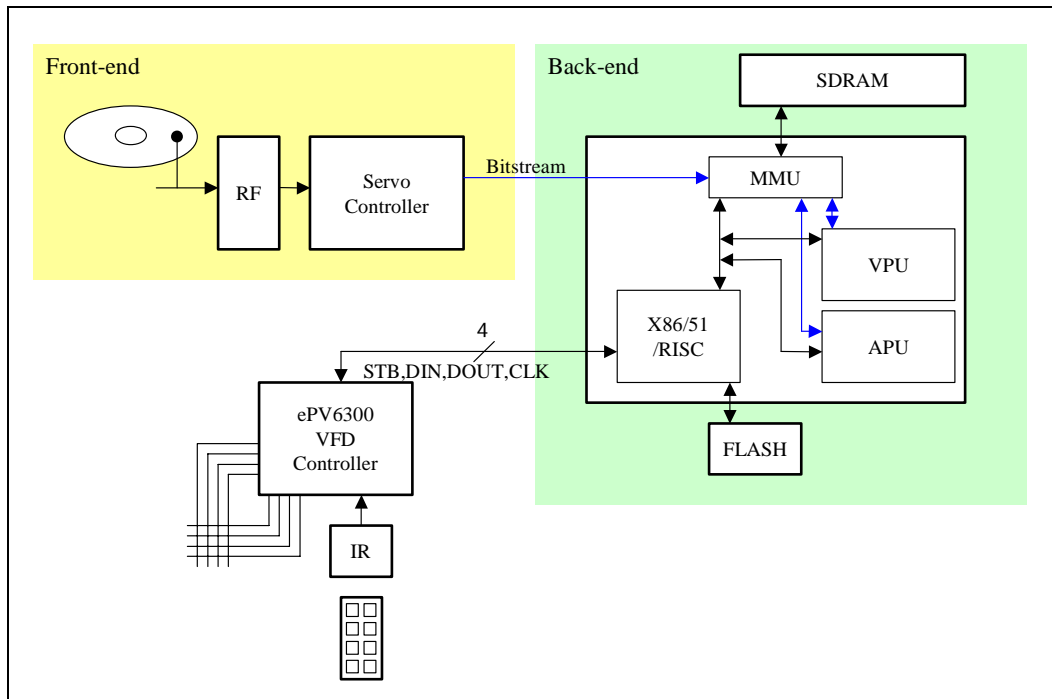 Front-end
Back-end
SDRAM
RF
Servo
Controller
Bitstream
MMU
VPU
X86/51
/RISC
APU
4
STB,DIN,DOUT,CLK
ePV6300
VFD
Controller
FLASH
IR